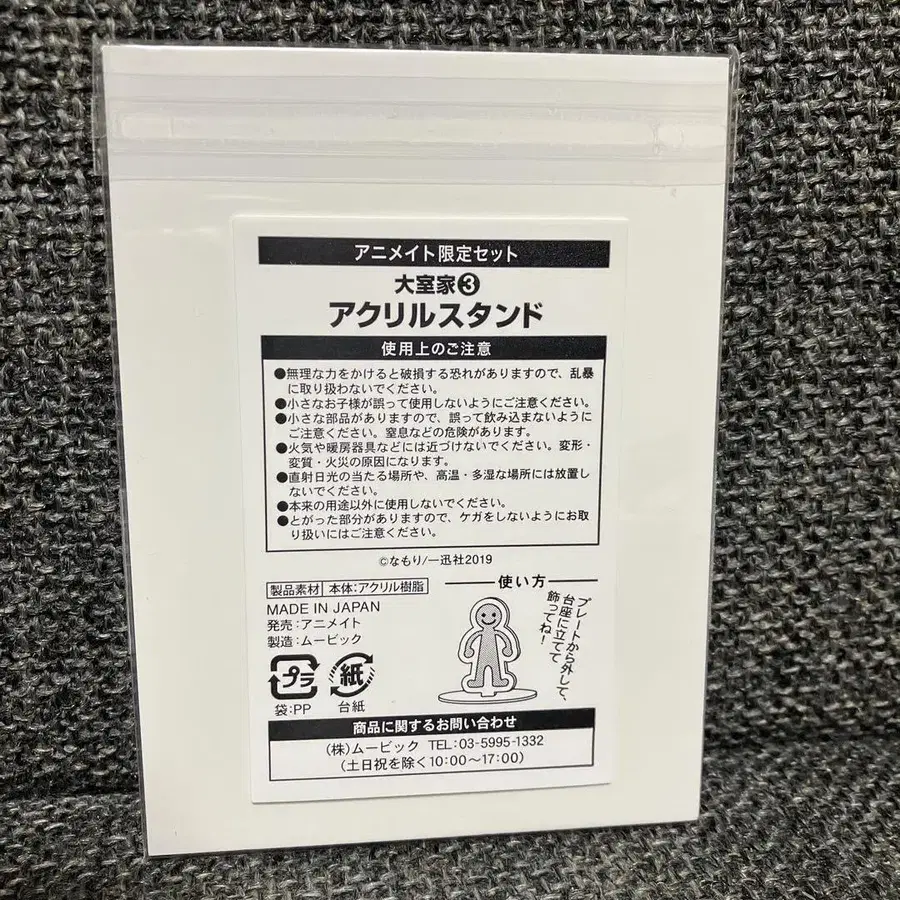 アニメイト限定セット
大室家❸
アクリルスタンド
使用上のご注意
●無理な力をかけると破損する恐れがありますので、乱暴
に取り扱わないでください。
●小さなお子様が誤って使用しないようにご注意ください。
●小さな部品がありますので、誤って飲み込まないように
ご注意ください。窒息などの危険があります。
●火気や暖房器具などには近づけないでください。変形・
変質・火災の原因になります。
●直射日光の当たる場所や、高温・多湿な場所には放置し
ないでください。
●本来の用途以外に使用しないでください。
●とがった部分がありますので、ケガをしないようにお取
り扱いにはご注意ください。
©なもり/一迅社2019
製品素材 本体:アクリル樹脂
MADE IN JAPAN
発売:アニメイト
製造:ムービック
プラ
袋:PP
紙
台紙
使い方
プレートから外して、
台座に立てて
飾ってね!
商品に関するお問い合わせ
(株)ムービック TEL:03-5995-1332
(土日祝を除く10:00〜17:00)